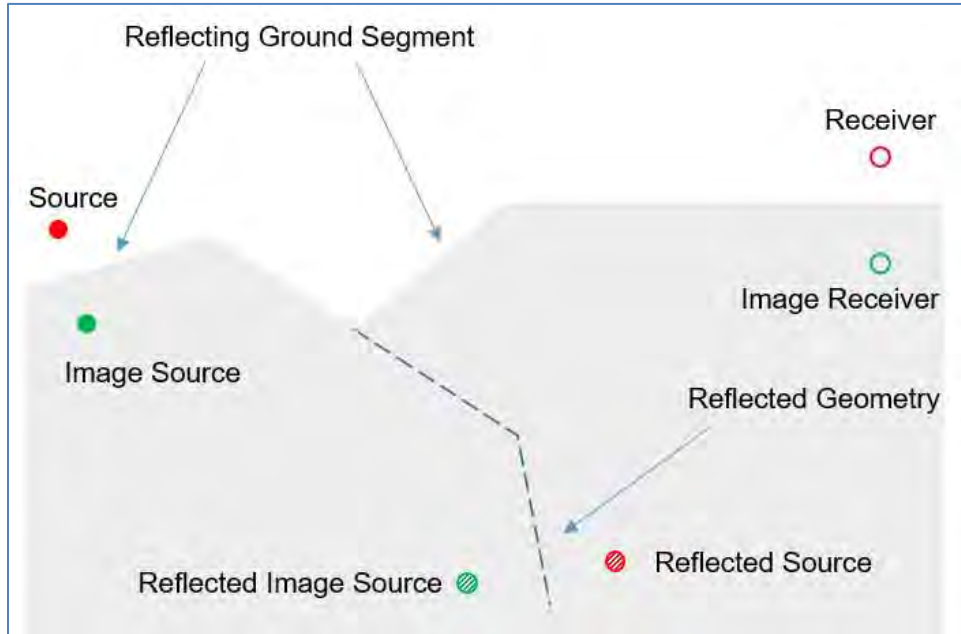 Reflecting Ground Segment
Receiver
Source
Image Receiver
Image Source
Reflected Geometry
Reflected Image Source
Reflected Source